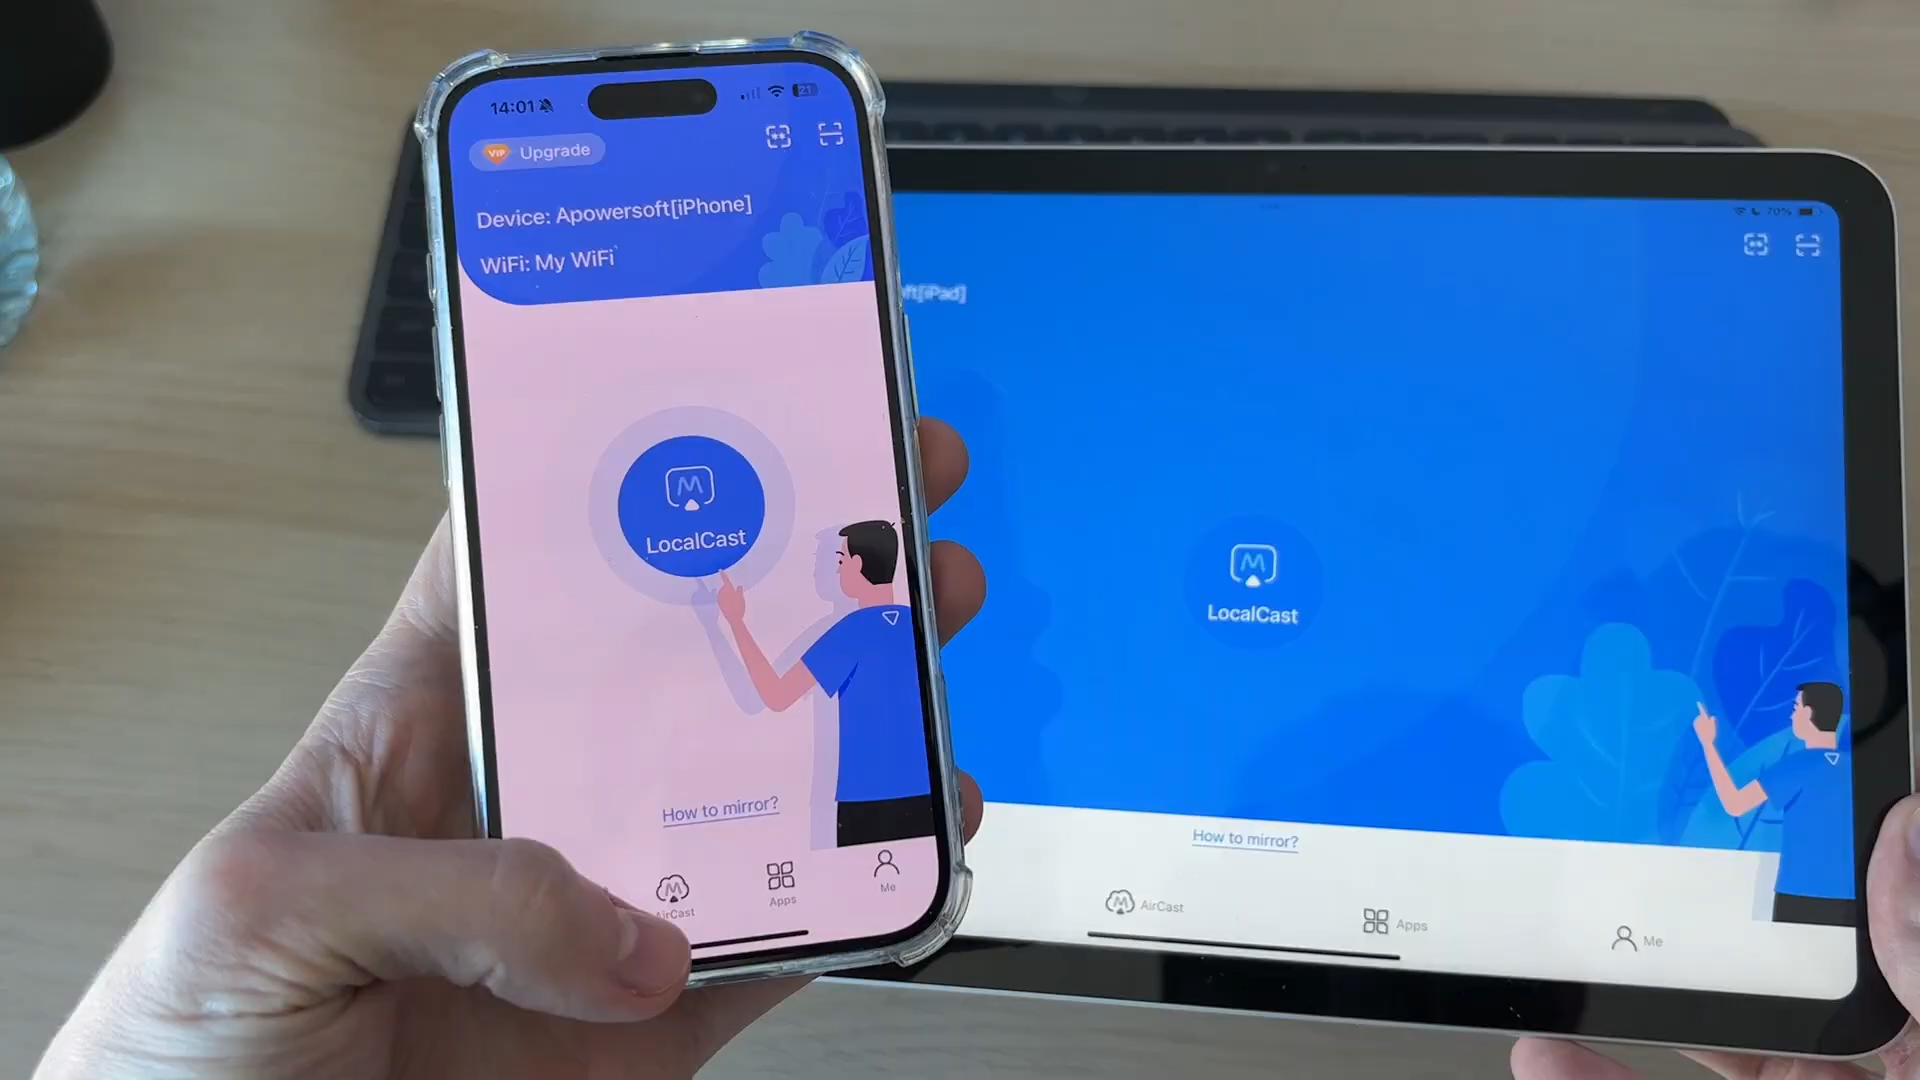 14:01
21
VIP Upgrade
Device: Apowersoft[iPhone]
WiFi: My WiFi
LocalCast
How to mirror?
AirCast
Apps
Me
70%
ft[iPad]
LocalCast
How to mirror?
AirCast
Apps
Me